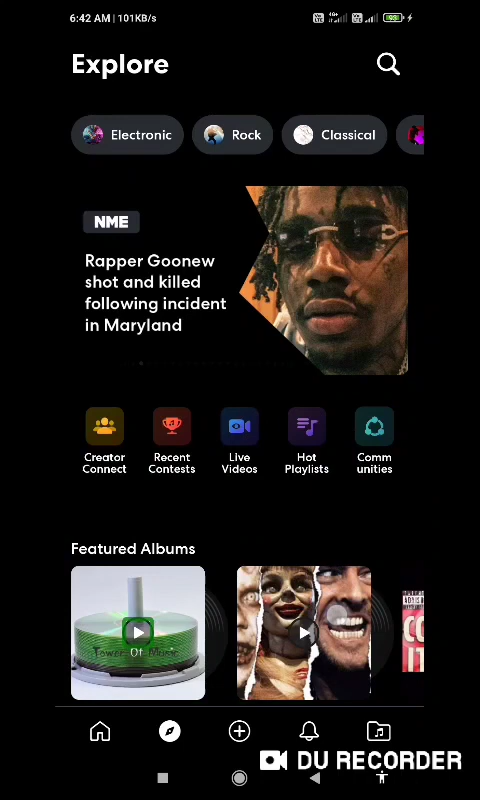 6:42 AM | 101KB/s
93
Explore
Electronic
Rock
Classical
NME
Rapper Goonew
shot and killed
following incident
in Maryland
Creator
Connect
Recent
Contests
Live
Videos
Hot
Playlists
Comm
unities
Featured Albums
Tower Of Music
DU RECORDER